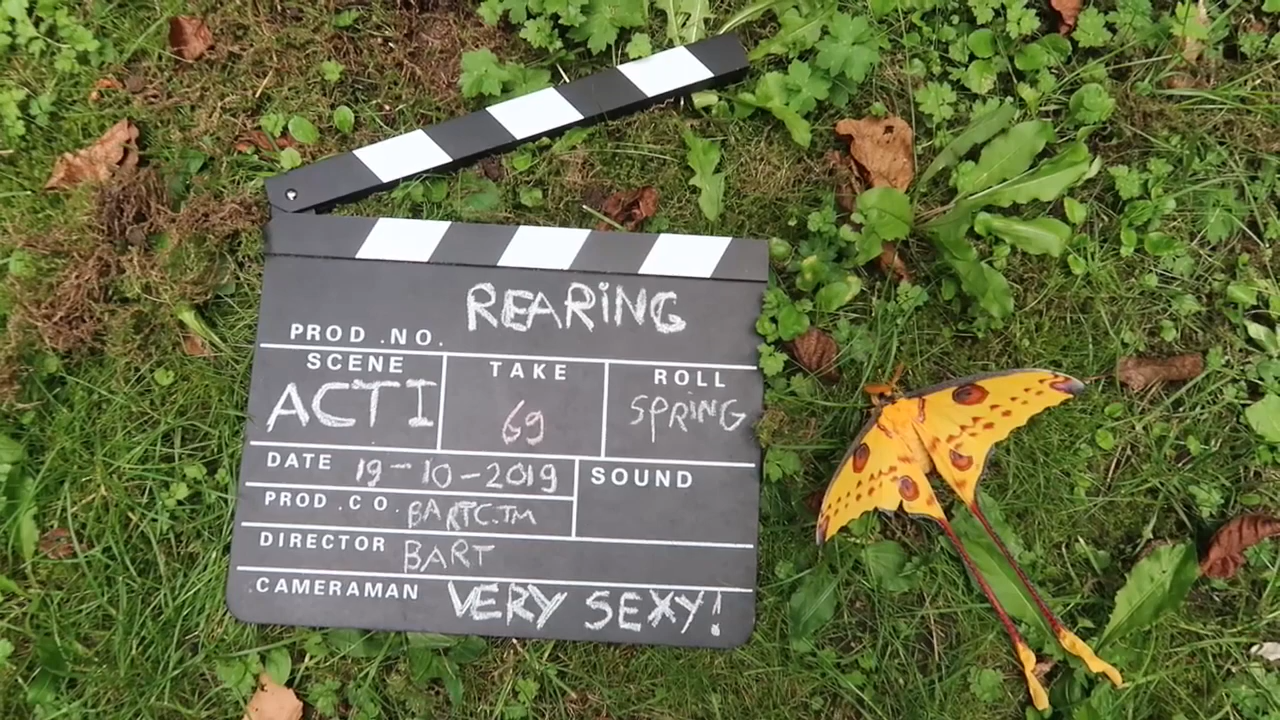 REARING
PROD .NO.
SCENE TAKE ROLL
ACTI 69 SPRING
DATE 19-10-2019 SOUND
PROD .CO. BARTC.TM
DIRECTOR BART
CAMERAMAN VERY SEXY!